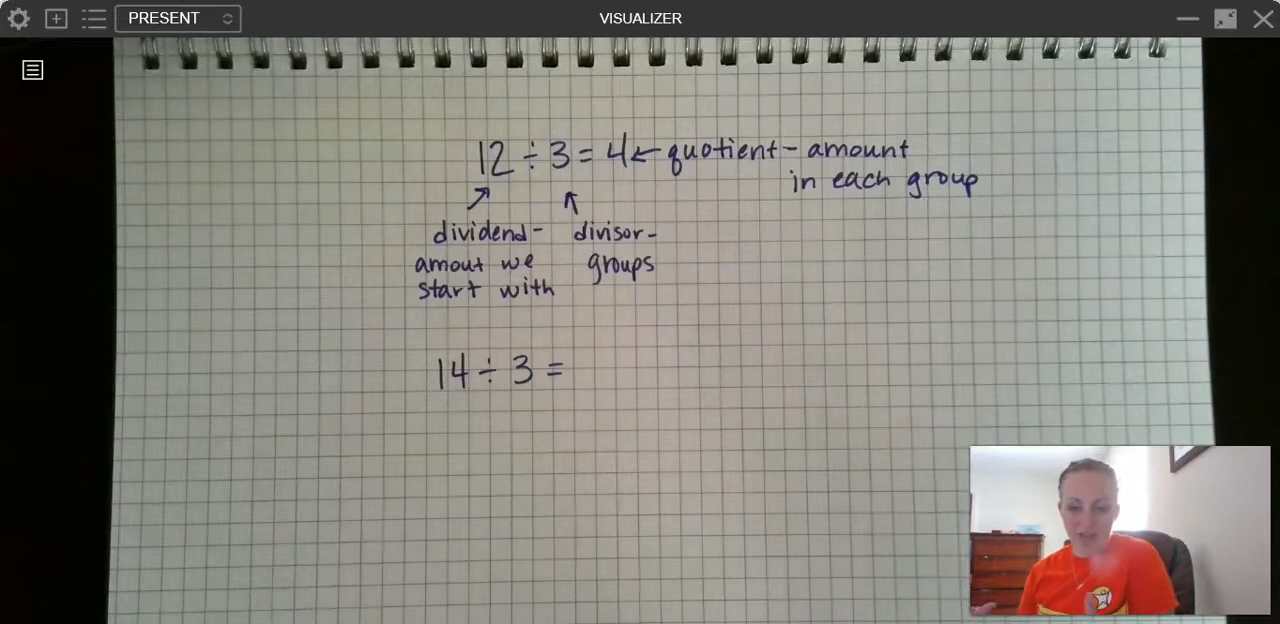 PRESENT
VISUALIZER
12 ÷ 3 = 4 ← quotient - amount
in each group
dividend - divisor -
amout we groups
start with
14 ÷ 3 =